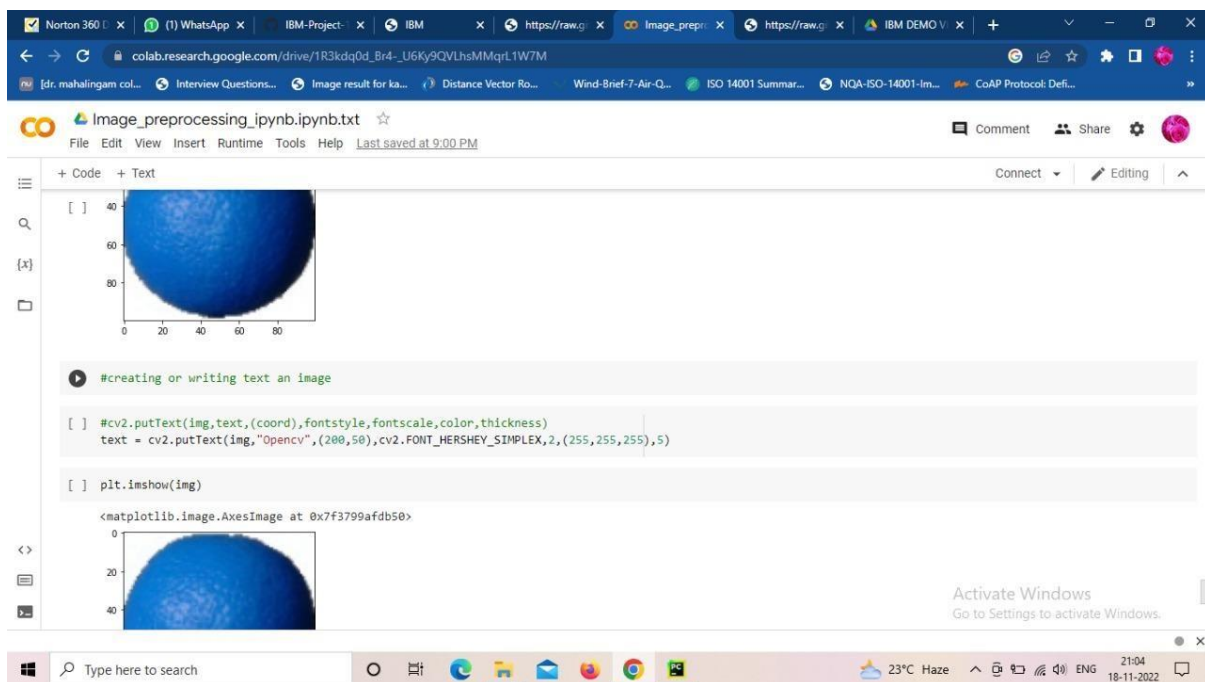 Norton 360 D
(1) WhatsApp
IBM-Project-
IBM
https://raw.g
Image_prepro
https://raw.g
IBM DEMO VI
colab.research.google.com/drive/1R3kdq0d_Br4-_U6Ky9QVLhsMMqrL1W7M
[dr. mahalingam col...
Interview Questions...
Image result for ka...
Distance Vector Ro...
Wind-Brief-7-Air-Q...
ISO 14001 Summar...
NQA-ISO-14001-Im...
CoAP Protocol: Defi...
»
CO
Image_preprocessing_ipynb.ipynb.txt
Comment
Share
File Edit View Insert Runtime Tools Help Last saved at 9:00 PM
+ Code + Text
Connect
Editing
[ ]
40
60
80
0 20 40 60 80
{x}
#creating or writing text an image
[ ] #cv2.putText(img,text,(coord),fontstyle,fontscale,color,thickness)
text = cv2.putText(img,"Opencv",(200,50),cv2.FONT_HERSHEY_SIMPLEX,2,(255,255,255),5)
[ ] plt.imshow(img)
<matplotlib.image.AxesImage at 0x7f3799afdb50>
0
20
40
<>
Activate Windows
Go to Settings to activate Windows.
Type here to search
PC
23°C Haze
ENG
21:04
18-11-2022